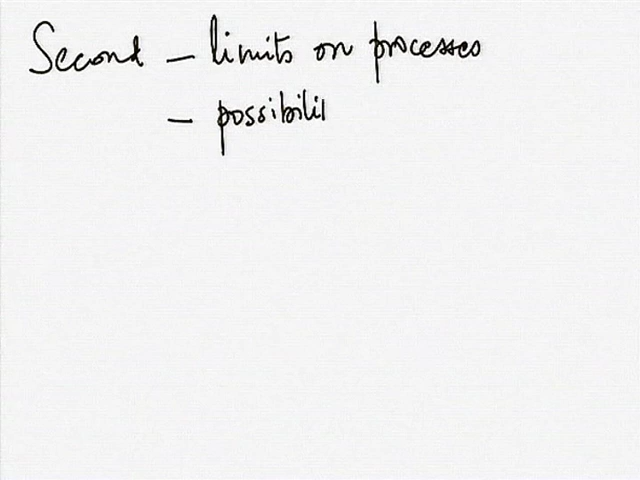 Second – limits on processes
– possibili